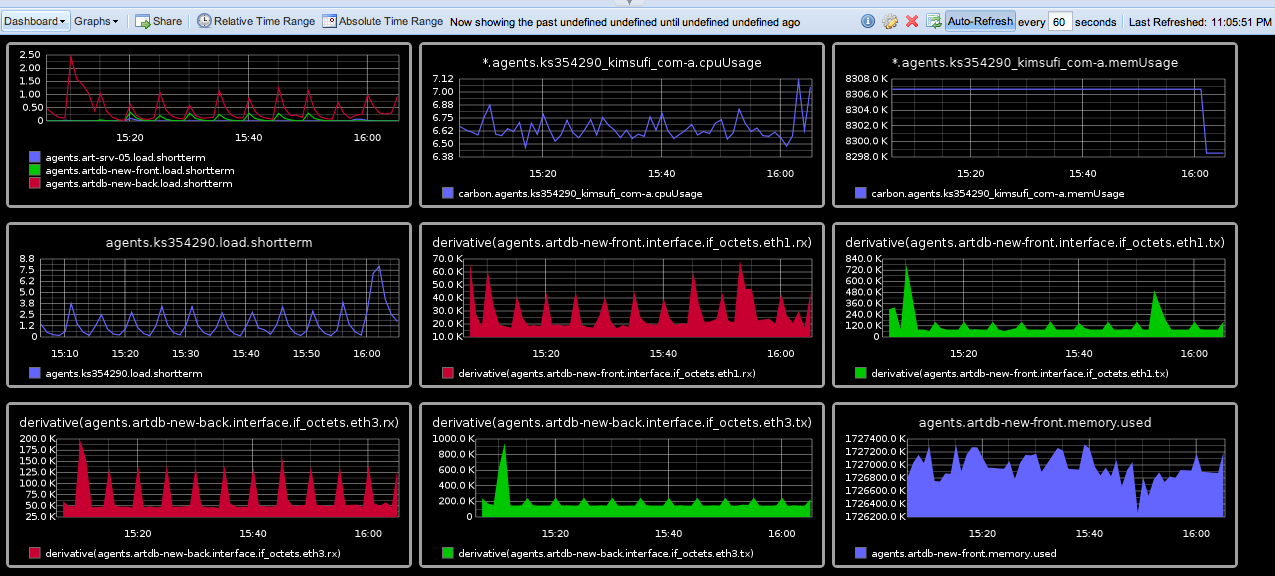 Dashboard Graphs Share Relative Time Range Absolute Time Range Now showing the past undefined undefined until undefined undefined ago Auto-Refresh every 60 seconds Last Refreshed: 11:05:51 PM
2.50
2.00
1.50
1.00
0.50
0
15:20 15:40 16:00
agents.art-srv-05.load.shortterm
agents.artdb-new-front.load.shortterm
agents.artdb-new-back.load.shortterm
*.agents.ks354290_kimsufi_com-a.cpuUsage
7.12
7.00
6.88
6.75
6.62
6.50
6.38
15:20 15:40 16:00
carbon.agents.ks354290_kimsufi_com-a.cpuUsage
*.agents.ks354290_kimsufi_com-a.memUsage
8308.0 K
8306.0 K
8304.0 K
8302.0 K
8300.0 K
8298.0 K
15:20 15:40 16:00
carbon.agents.ks354290_kimsufi_com-a.memUsage
agents.ks354290.load.shortterm
8.8
7.5
6.2
5.0
3.8
2.5
1.2
0
15:10 15:20 15:30 15:40 15:50 16:00
agents.ks354290.load.shortterm
derivative(agents.artdb-new-front.interface.if_octets.eth1.rx)
70.0 K
60.0 K
50.0 K
40.0 K
30.0 K
20.0 K
10.0 K
15:20 15:40 16:00
derivative(agents.artdb-new-front.interface.if_octets.eth1.rx)
derivative(agents.artdb-new-front.interface.if_octets.eth1.tx)
840.0 K
720.0 K
600.0 K
480.0 K
360.0 K
240.0 K
120.0 K
0
15:20 15:40 16:00
derivative(agents.artdb-new-front.interface.if_octets.eth1.tx)
derivative(agents.artdb-new-back.interface.if_octets.eth3.rx)
200.0 K
175.0 K
150.0 K
125.0 K
100.0 K
75.0 K
50.0 K
25.0 K
15:20 15:40 16:00
derivative(agents.artdb-new-back.interface.if_octets.eth3.rx)
derivative(agents.artdb-new-back.interface.if_octets.eth3.tx)
1000.0 K
800.0 K
600.0 K
400.0 K
200.0 K
0
15:20 15:40 16:00
derivative(agents.artdb-new-back.interface.if_octets.eth3.tx)
agents.artdb-new-front.memory.used
1727400.0 K
1727200.0 K
1727000.0 K
1726800.0 K
1726600.0 K
1726400.0 K
1726200.0 K
15:20 15:40 16:00
agents.artdb-new-front.memory.used